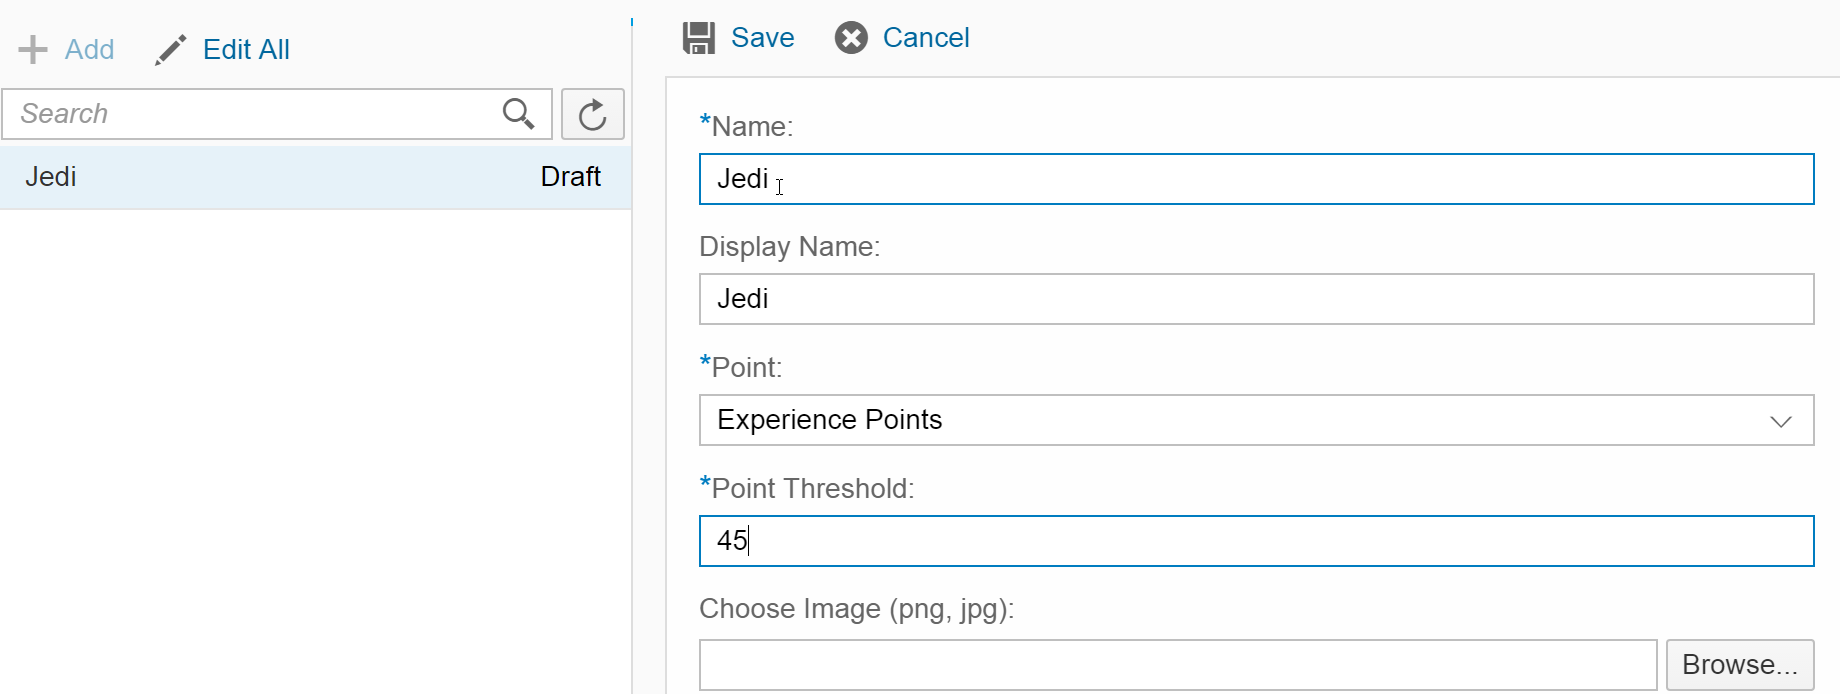 Add Edit All
Search
Jedi Draft
Save Cancel
*Name:
Jedi
Display Name:
Jedi
*Point:
Experience Points
*Point Threshold:
45
Choose Image (png, jpg):
Browse...